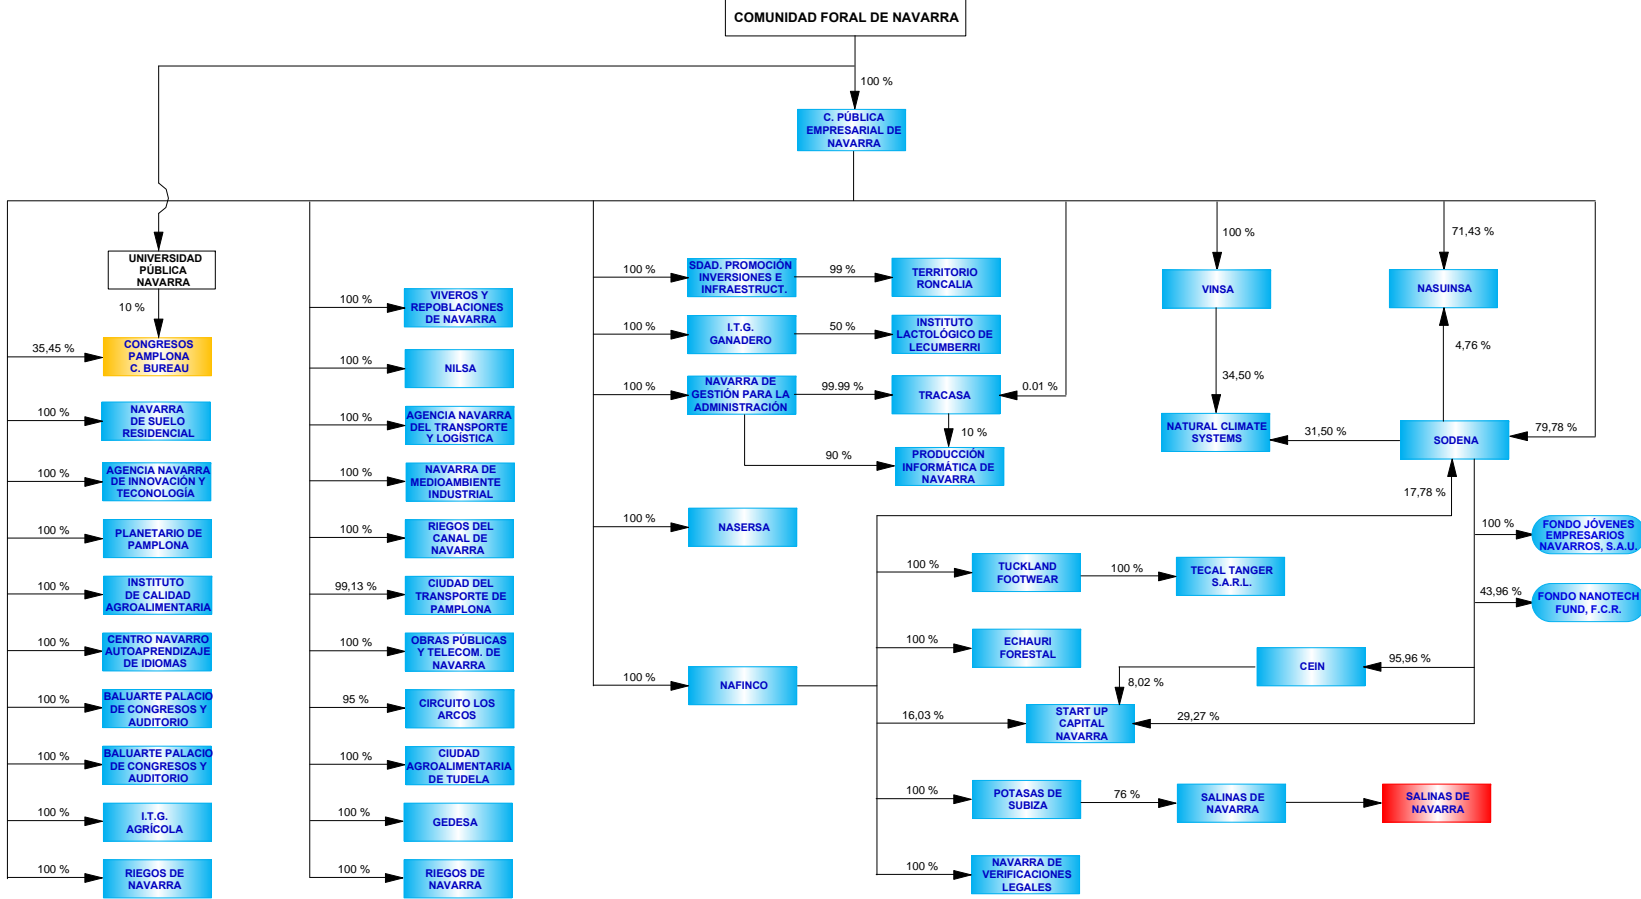 COMUNIDAD FORAL DE NAVARRA
100 %
C. PÚBLICA
EMPRESARIAL DE
NAVARRA
UNIVERSIDAD
PÚBLICA
NAVARRA
10 %
35,45 %
CONGRESOS
PAMPLONA
C. BUREAU
100 %
NAVARRA
DE SUELO
RESIDENCIAL
100 %
AGENCIA NAVARRA
DE INNOVACIÓN Y
TECONOLOGÍA
100 %
PLANETARIO DE
PAMPLONA
100 %
INSTITUTO
DE CALIDAD
AGROALIMENTARIA
100 %
CENTRO NAVARRO
AUTOAPRENDIZAJE
DE IDIOMAS
100 %
BALUARTE PALACIO
DE CONGRESOS Y
AUDITORIO
100 %
BALUARTE PALACIO
DE CONGRESOS Y
AUDITORIO
100 %
I.T.G.
AGRÍCOLA
100 %
RIEGOS DE
NAVARRA
100 %
VIVEROS Y
REPOBLACIONES
DE NAVARRA
100 %
NILSA
100 %
AGENCIA NAVARRA
DEL TRANSPORTE
Y LOGÍSTICA
100 %
NAVARRA DE
MEDIOAMBIENTE
INDUSTRIAL
100 %
RIEGOS DEL
CANAL DE
NAVARRA
99,13 %
CIUDAD DEL
TRANSPORTE DE
PAMPLONA
100 %
OBRAS PÚBLICAS
Y TELECOM. DE
NAVARRA
95 %
CIRCUITO LOS
ARCOS
100 %
CIUDAD
AGROALIMENTARIA
DE TUDELA
100 %
GEDESA
100 %
RIEGOS DE
NAVARRA
100 %
SDAD. PROMOCIÓN
INVERSIONES E
INFRAESTRUCT.
99 %
TERRITORIO
RONCALIA
100 %
I.T.G.
GANADERO
50 %
INSTITUTO
LACTOLÓGICO DE
LECUMBERRI
100 %
NAVARRA DE
GESTIÓN PARA LA
ADMINISTRACIÓN
99.99 %
TRACASA
0.01 %
10 %
90 %
PRODUCCIÓN
INFORMÁTICA DE
NAVARRA
100 %
NASERSA
100 %
NAFINCO
100 %
TUCKLAND
FOOTWEAR
100 %
TECAL TANGER
S.A.R.L.
100 %
ECHAURI
FORESTAL
16,03 %
START UP
CAPITAL
NAVARRA
8,02 %
29,27 %
CEIN
95,96 %
100 %
POTASAS DE
SUBIZA
76 %
SALINAS DE
NAVARRA
SALINAS DE
NAVARRA
100 %
NAVARRA DE
VERIFICACIONES
LEGALES
100 %
VINSA
34,50 %
NATURAL CLIMATE
SYSTEMS
31,50 %
71,43 %
NASUINSA
4,76 %
SODENA
79,78 %
17,78 %
100 %
FONDO JÓVENES
EMPRESARIOS
NAVARROS, S.A.U.
43,96 %
FONDO NANOTECH
FUND, F.C.R.